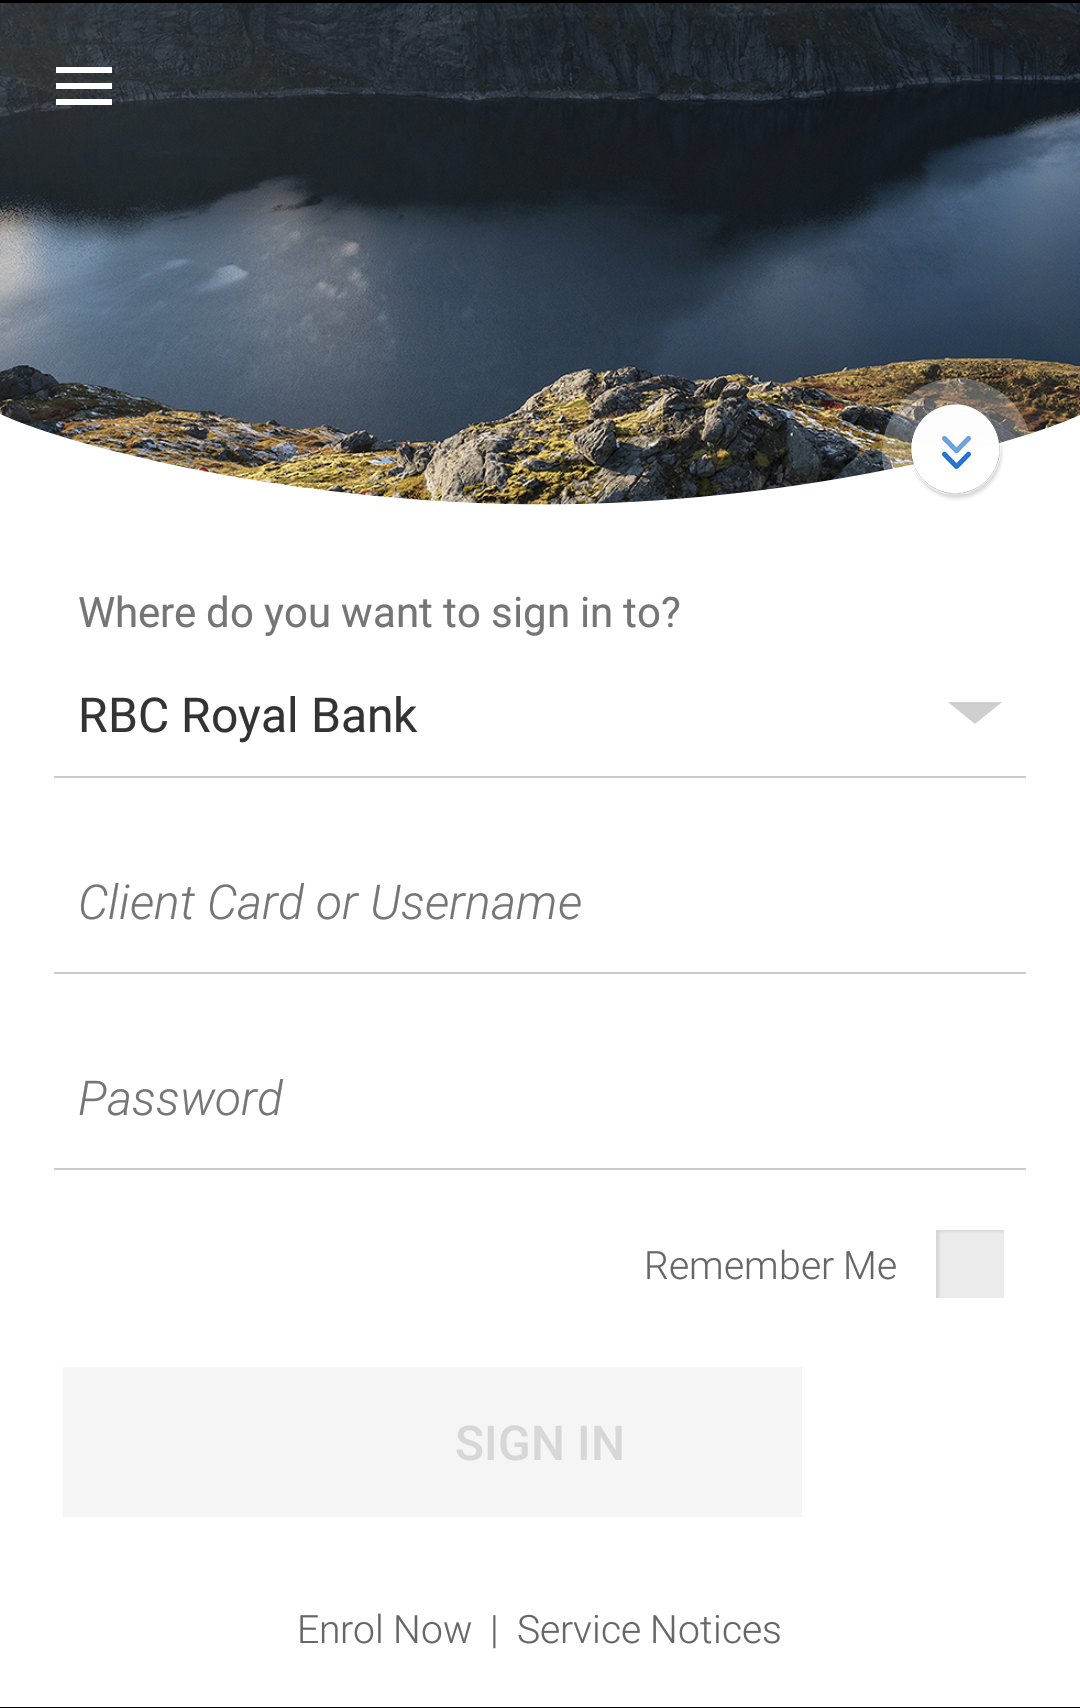 Where do you want to sign in to?
RBC Royal Bank
Client Card or Username
Password
Remember Me
SIGN IN
Enrol Now | Service Notices